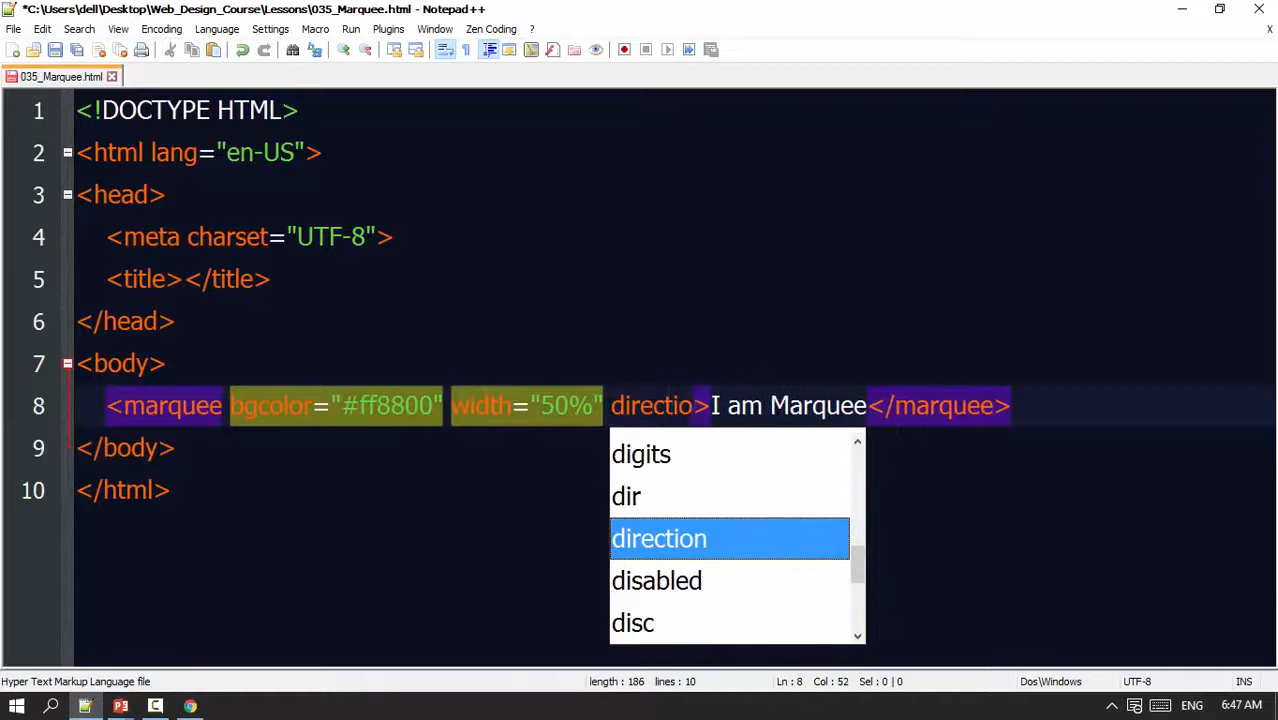 *C:\Users\dell\Desktop\Web_Design_Course\Lessons\035_Marquee.html - Notepad++
File Edit Search View Encoding Language Settings Macro Run Plugins Window Zen Coding ? X
035_Marquee.html
1 <!DOCTYPE HTML>
2 <html lang="en-US">
3 <head>
4 <meta charset="UTF-8">
5 <title></title>
6 </head>
7 <body>
8 <marquee bgcolor="#ff8800" width="50%" directio>I am Marquee</marquee>
9 </body>
10 </html>
digits
dir
direction
disabled
disc
Hyper Text Markup Language file length : 186 lines : 10 Ln : 8 Col : 52 Sel : 0 | 0 Dos\Windows UTF-8 INS
ENG 6:47 AM